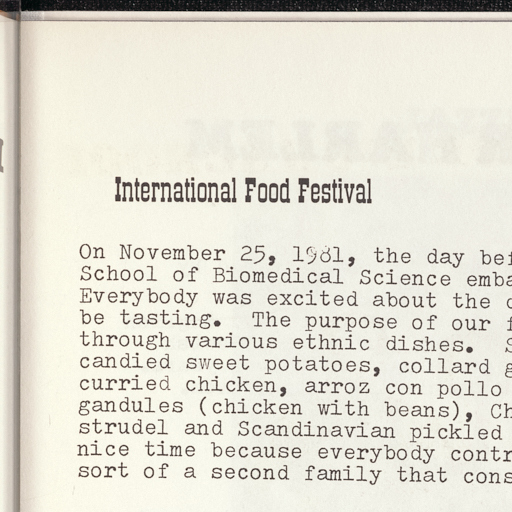 International Food Festival
On November 25, 1981, the day bef
School of Biomedical Science emba
Everybody was excited about the
be tasting. The purpose of our f
through various ethnic dishes. S
candied sweet potatoes, collard g
curried chicken, arroz con pollo
gandules (chicken with beans), Ch
strudel and Scandinavian pickled
nice time because everybody contr
sort of a second family that cons